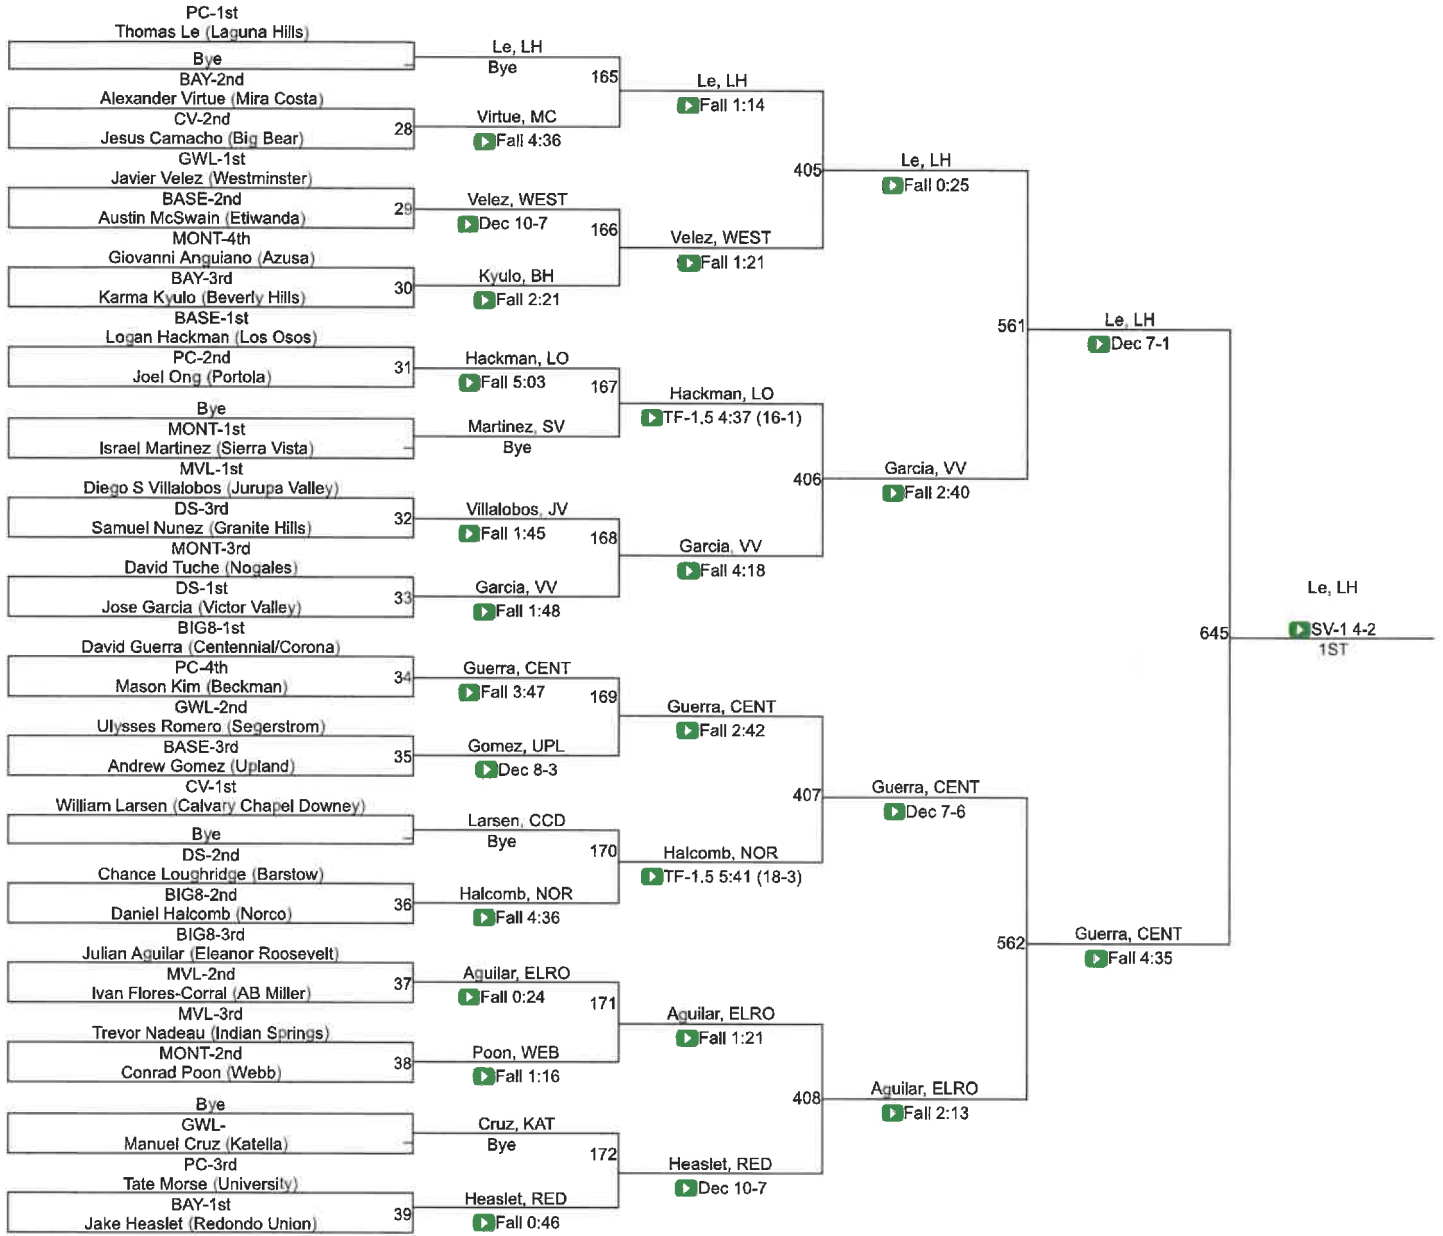 PC-1st
Thomas Le (Laguna Hills)
Bye
BAY-2nd
Alexander Virtue (Mira Costa)
CV-2nd
28
Jesus Camacho (Big Bear)
GWL-1st
Javier Velez (Westminster)
BASE-2nd
29
Austin McSwain (Etiwanda)
MONT-4th
Giovanni Anguiano (Azusa)
BAY-3rd
30
Karma Kyulo (Beverly Hills)
BASE-1st
Logan Hackman (Los Osos)
PC-2nd
31
Joel Ong (Portola)
Bye
MONT-1st
Israel Martinez (Sierra Vista)
MVL-1st
Diego S Villalobos (Jurupa Valley)
DS-3rd
32
Samuel Nunez (Granite Hills)
MONT-3rd
David Tuche (Nogales)
DS-1st
33
Jose Garcia (Victor Valley)
BIG8-1st
David Guerra (Centennial/Corona)
PC-4th
34
Mason Kim (Beckman)
GWL-2nd
Ulysses Romero (Segerstrom)
BASE-3rd
35
Andrew Gomez (Upland)
CV-1st
William Larsen (Calvary Chapel Downey)
Bye
DS-2nd
Chance Loughridge (Barstow)
BIG8-2nd
36
Daniel Halcomb (Norco)
BIG8-3rd
Julian Aguilar (Eleanor Roosevelt)
MVL-2nd
37
Ivan Flores-Corral (AB Miller)
MVL-3rd
Trevor Nadeau (Indian Springs)
MONT-2nd
38
Conrad Poon (Webb)
Bye
GWL-
Manuel Cruz (Katella)
PC-3rd
Tate Morse (University)
BAY-1st
39
Jake Heaslet (Redondo Union)
Le, LH
Bye
165
Virtue, MC
Fall 4:36
Velez, WEST
Dec 10-7
166
Kyulo, BH
Fall 2:21
Hackman, LO
Fall 5:03
167
Martinez, SV
Bye
Villalobos, JV
Fall 1:45
168
Garcia, VV
Fall 1:48
Guerra, CENT
Fall 3:47
169
Gomez, UPL
Dec 8-3
Larsen, CCD
Bye
170
Halcomb, NOR
Fall 4:36
Aguilar, ELRO
Fall 0:24
171
Poon, WEB
Fall 1:16
Cruz, KAT
Bye
172
Heaslet, RED
Fall 0:46
Le, LH
Fall 1:14
405
Velez, WEST
Fall 1:21
Hackman, LO
TF-1.5 4:37 (16-1)
406
Garcia, VV
Fall 4:18
Guerra, CENT
Fall 2:42
407
Halcomb, NOR
TF-1.5 5:41 (18-3)
Aguilar, ELRO
Fall 1:21
408
Heaslet, RED
Dec 10-7
Le, LH
Fall 0:25
561
Garcia, VV
Fall 2:40
Guerra, CENT
Dec 7-6
562
Aguilar, ELRO
Fall 2:13
Le, LH
Dec 7-1
645
Guerra, CENT
Fall 4:35
Le, LH
SV-1 4-2
1ST